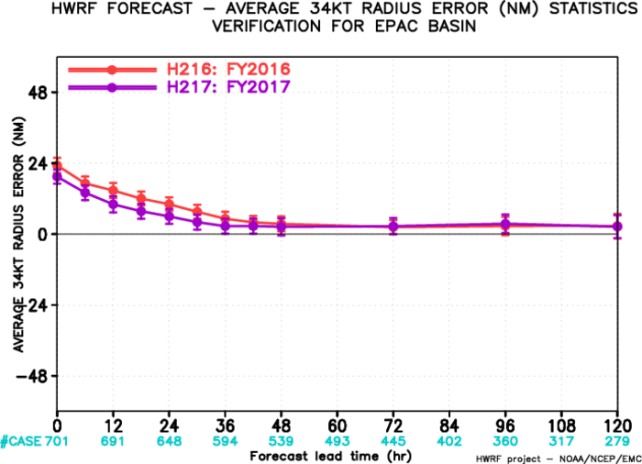 HWRF FORECAST – AVERAGE 34KT RADIUS ERROR (NM) STATISTICS
VERIFICATION FOR EPAC BASIN
H216: FY2016
H217: FY2017
AVERAGE 34KT RADIUS ERROR (NM)
48
24
0
−24
−48
0 12 24 36 48 60 72 84 96 108 120
#CASE 701 691 648 594 539 493 445 402 360 317 279
Forecast lead time (hr)
HWRF project – NOAA/NCEP/EMC